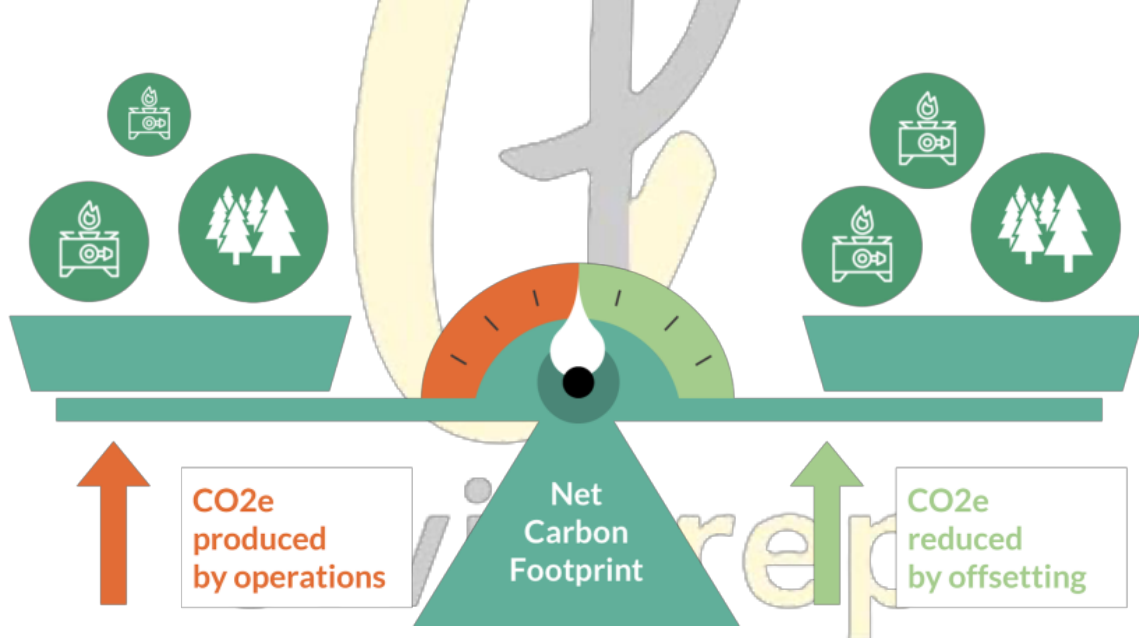 CO2e
produced
by operations
Net
Carbon
Footprint
CO2e
reduced
by offsetting